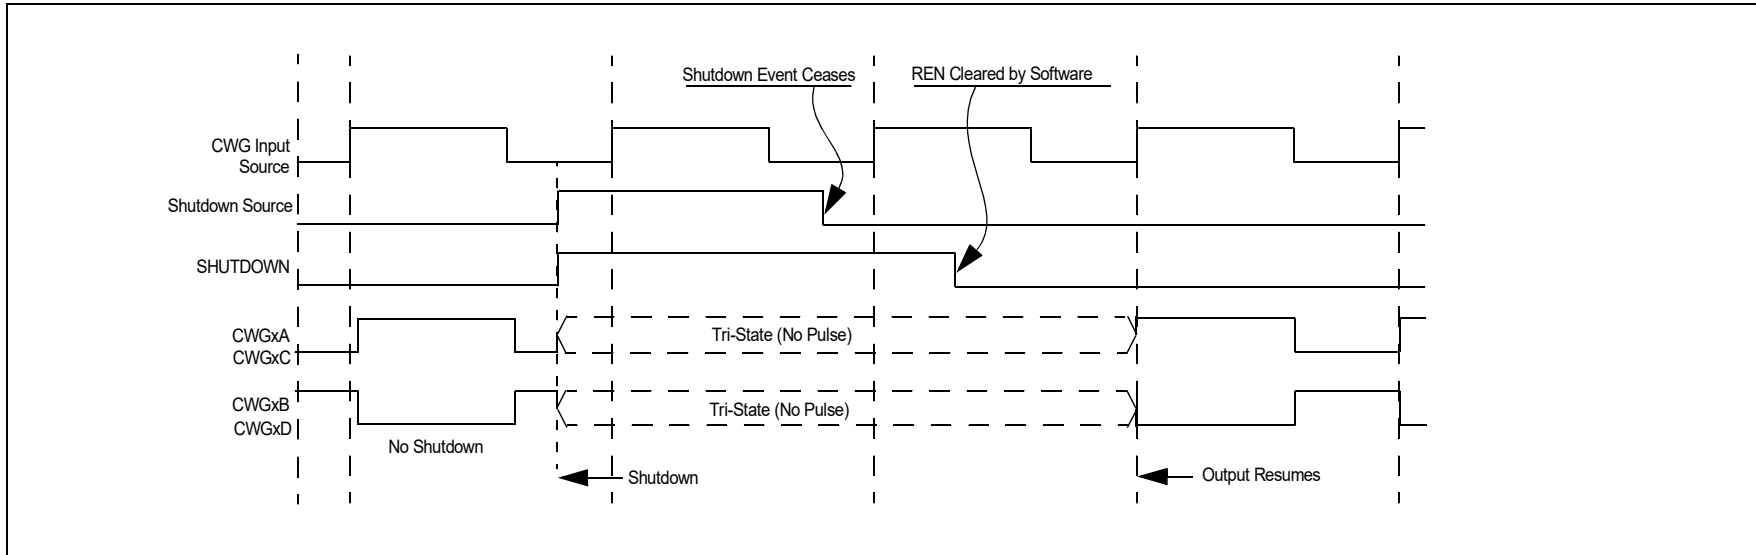 Shutdown Event Ceases
REN Cleared by Software
CWG Input
Source
Shutdown Source
SHUTDOWN
CWGxA
CWGxC
Tri-State (No Pulse)
CWGxB
CWGxD
Tri-State (No Pulse)
No Shutdown
Shutdown
Output Resumes